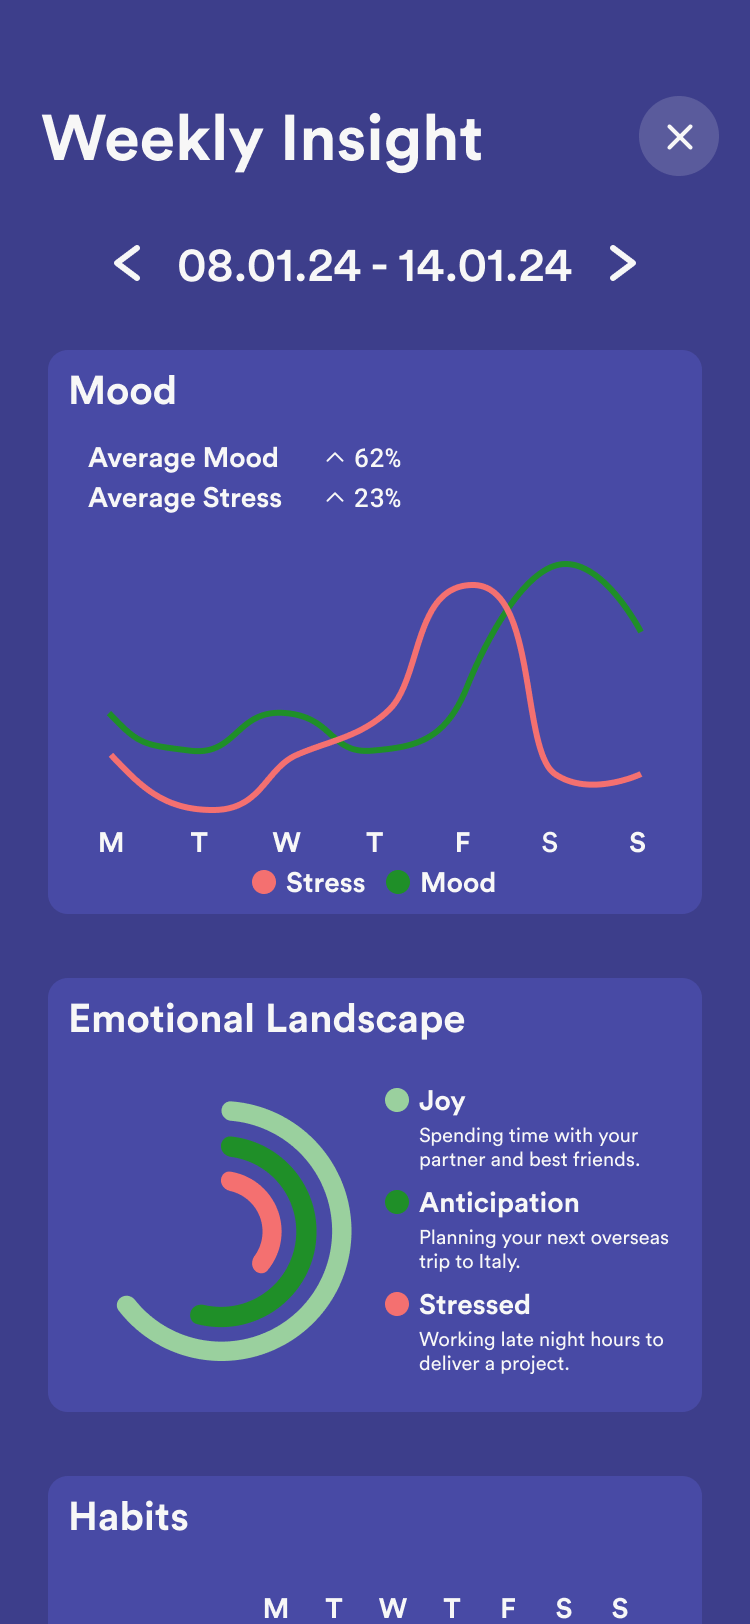 Weekly Insight
08.01.24 - 14.01.24
Mood
Average Mood 62%
Average Stress 23%
M T W T F S S
Stress Mood
Emotional Landscape
Joy
Spending time with your
partner and best friends.
Anticipation
Planning your next overseas
trip to Italy.
Stressed
Working late night hours to
deliver a project.
Habits
M T W T F S S